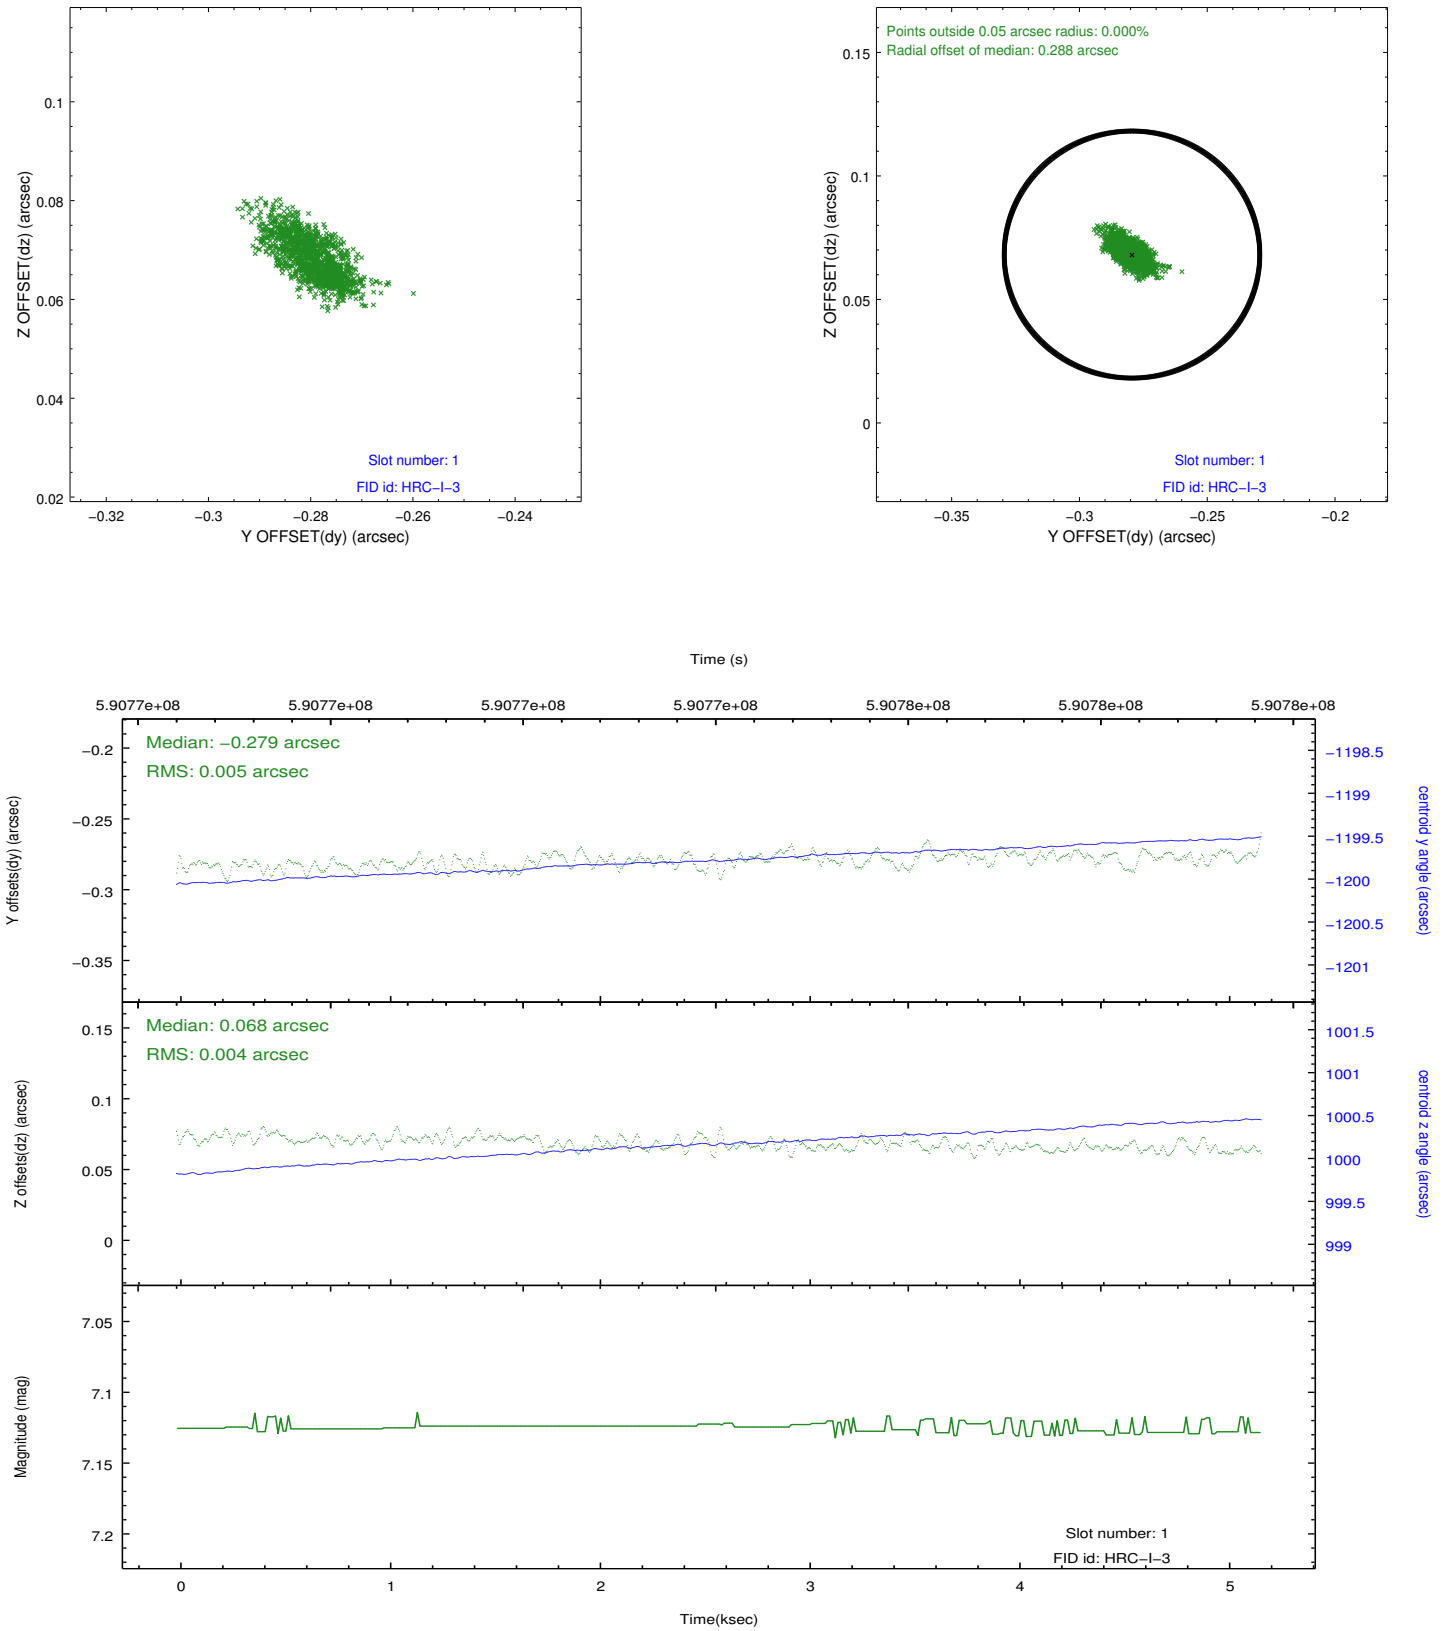 0.1
0.08
0.06
0.04
0.02
Z OFFSET(dz) (arcsec)
Slot number: 1
FID id: HRC−I−3
−0.32 −0.3 −0.28 −0.26 −0.24
Y OFFSET(dy) (arcsec)
Points outside 0.05 arcsec radius: 0.000%
Radial offset of median: 0.288 arcsec
0.15
0.1
0.05
0
Z OFFSET(dz) (arcsec)
Slot number: 1
FID id: HRC−I−3
−0.35 −0.3 −0.25 −0.2
Y OFFSET(dy) (arcsec)
Time (s)
5.9077e+08 5.9077e+08 5.9077e+08 5.9077e+08 5.9078e+08 5.9078e+08 5.9078e+08
Median: −0.279 arcsec
RMS: 0.005 arcsec
−0.2
−0.25
−0.3
−0.35
Y offsets(dy) (arcsec)
−1198.5
−1199
−1199.5
−1200
−1200.5
−1201
centroid y angle (arcsec)
Median: 0.068 arcsec
RMS: 0.004 arcsec
0.15
0.1
0.05
0
Z offsets(dz) (arcsec)
1001.5
1001
1000.5
1000
999.5
999
centroid z angle (arcsec)
7.05
7.1
7.15
7.2
Magnitude (mag)
Slot number: 1
FID id: HRC−I−3
0 1 2 3 4 5
Time(ksec)